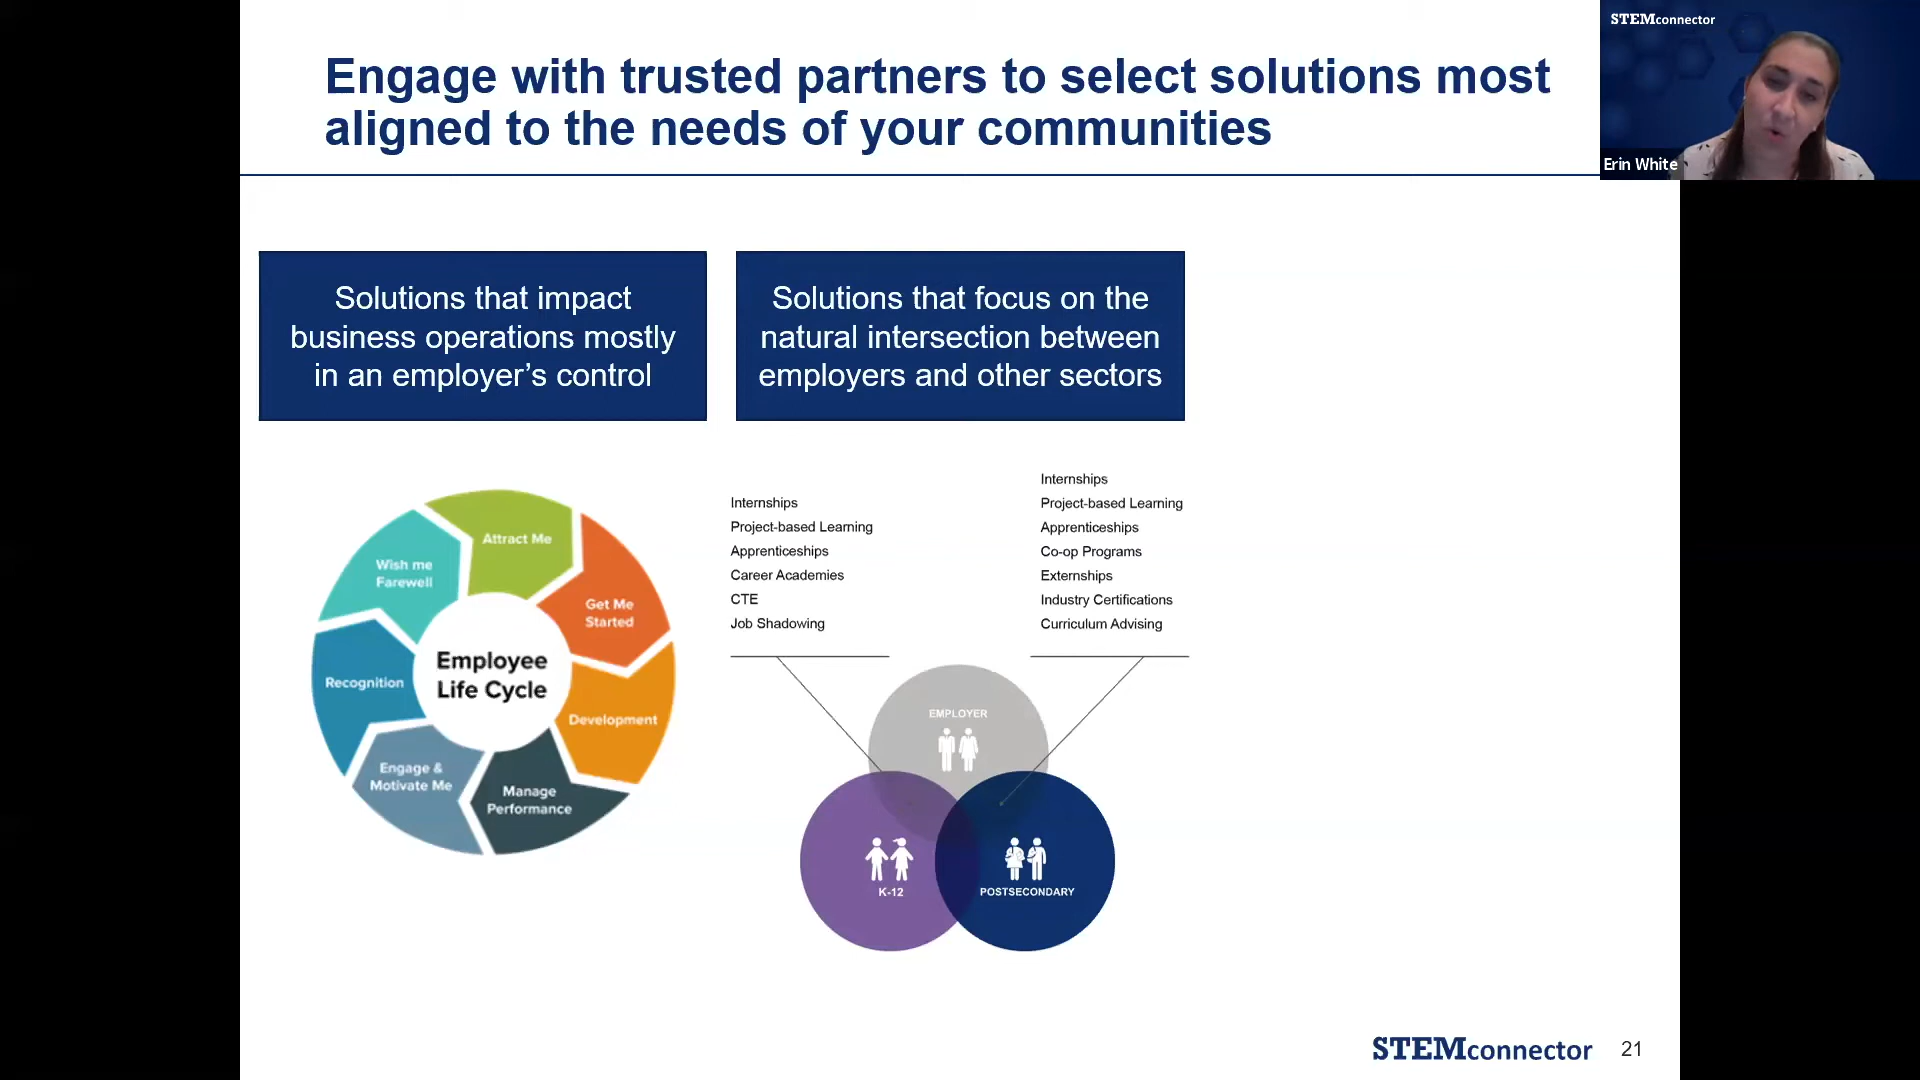 Engage with trusted partners to select solutions most
aligned to the needs of your communities
STEMconnector
Erin White
Solutions that impact
business operations mostly
in an employer’s control
Solutions that focus on the
natural intersection between
employers and other sectors
Attract Me
Get Me
Started
Development
Manage
Performance
Engage &
Motivate Me
Recognition
Wish me
Farewell
Employee
Life Cycle
Internships
Project-based Learning
Apprenticeships
Career Academies
CTE
Job Shadowing
Internships
Project-based Learning
Apprenticeships
Co-op Programs
Externships
Industry Certifications
Curriculum Advising
EMPLOYER
K-12
POSTSECONDARY
STEMconnector
21